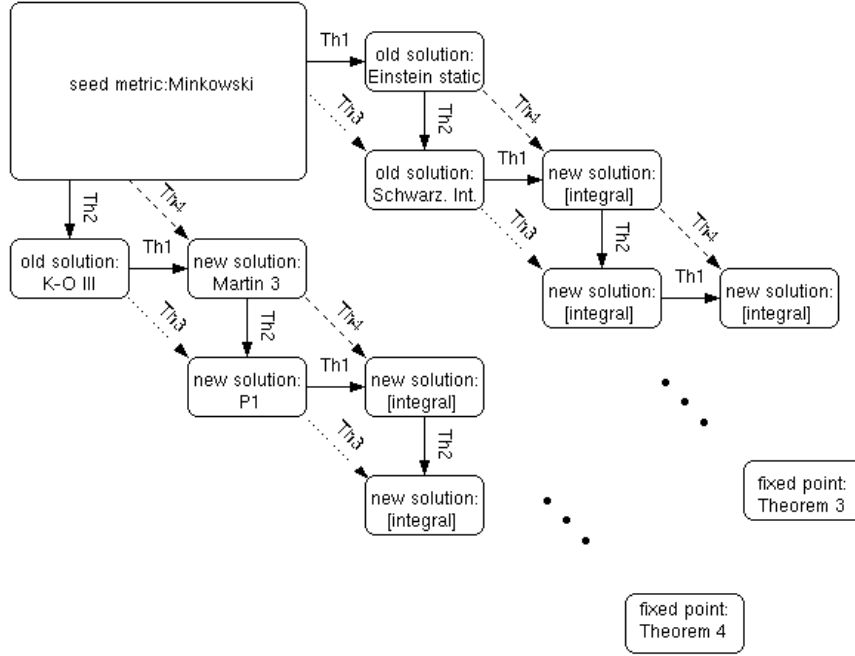 seed metric:Minkowski
Th1
old solution:
Einstein static
Th3
Th2
Th4
old solution:
Schwarz. Int.
Th1
new solution:
[integral]
Th2
Th4
Th3
Th2
Th4
old solution:
K-O III
Th1
new solution:
Martin 3
new solution:
[integral]
Th1
new solution:
[integral]
Th3
Th2
Th4
new solution:
P1
Th1
new solution:
[integral]
Th3
Th2
new solution:
[integral]
fixed point:
Theorem 3
fixed point:
Theorem 4